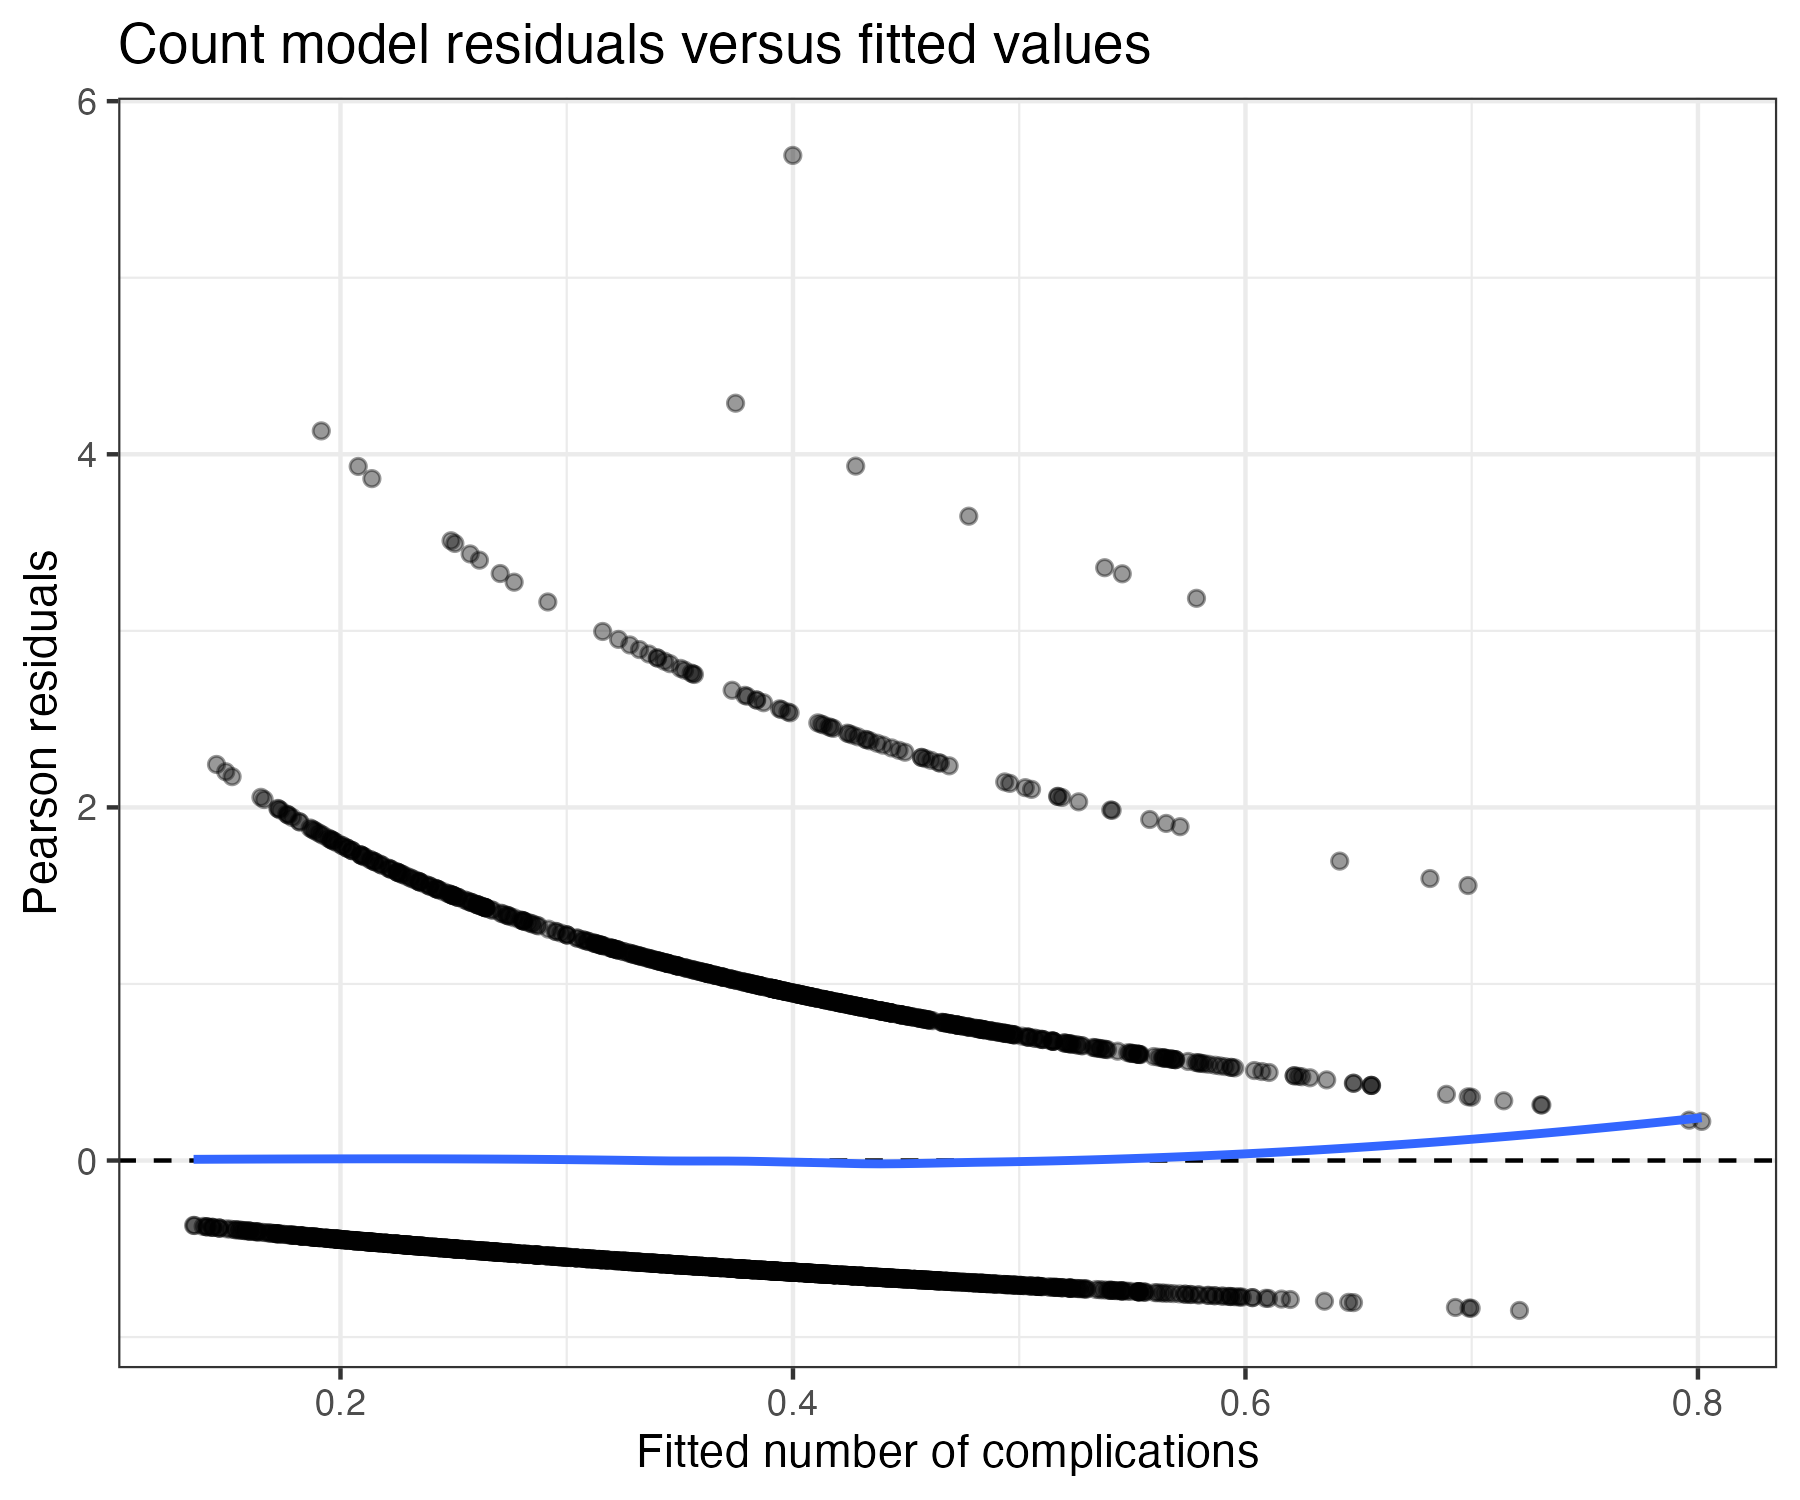 Count model residuals versus fitted values
Pearson residuals
6
4
2
0
0.2 0.4 0.6 0.8
Fitted number of complications